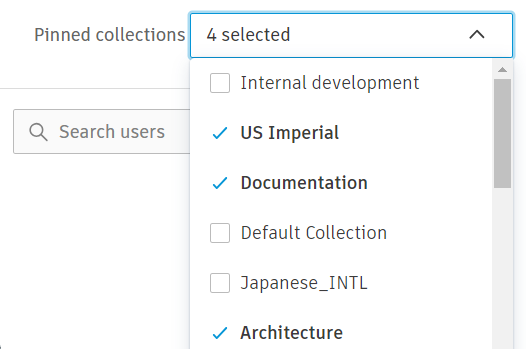 Pinned collections 4 selected
Internal development
US Imperial
Search users
Documentation
Default Collection
Japanese_INTL
Architecture